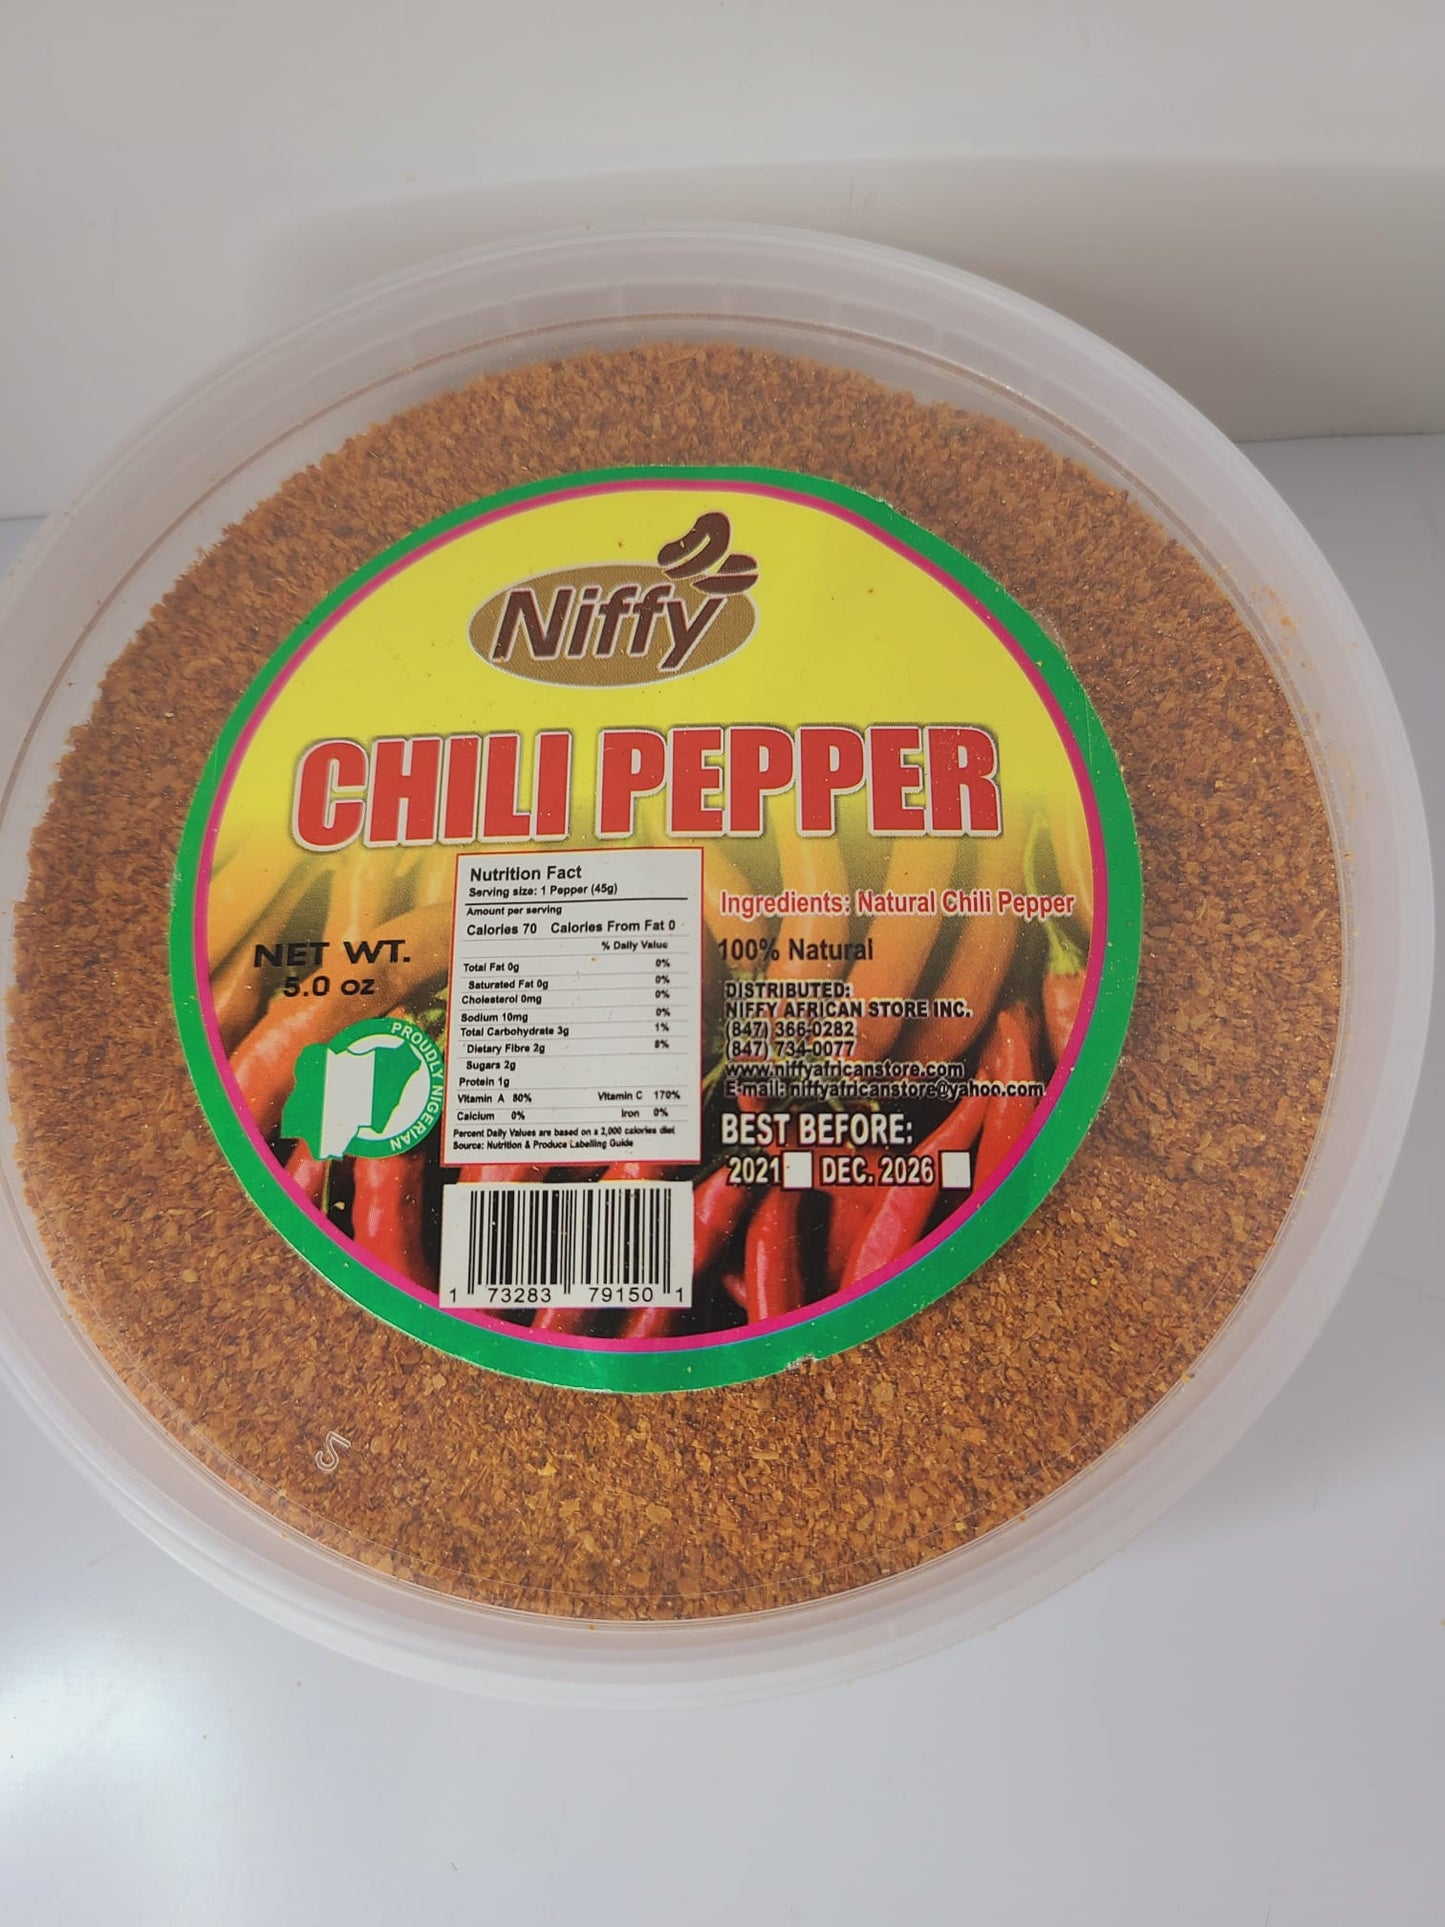 Niffy
CHILI PEPPER
NET WT.
5.0 oz
PROUDLY NIGERIAN
Nutrition Fact
Serving size: 1 Pepper (45g)
Amount per serving
Calories 70 Calories From Fat 0
% Daily Value
Total Fat 0g 0%
Saturated Fat 0g 0%
Cholesterol 0mg 0%
Sodium 10mg 0%
Total Carbohydrate 3g 1%
Dietary Fibre 2g 8%
Sugars 2g
Protein 1g
Vitamin A 80% Vitamin C 170%
Calcium 0% Iron 0%
Percent Daily Values are based on a 2,000 calories diet
Source: Nutrition & Produce Labelling Guide
1 73283 79150 1
Ingredients: Natural Chili Pepper
100% Natural
DISTRIBUTED:
NIFFY AFRICAN STORE INC.
(847) 366-0282
(847) 734-0077
www.niffyafricanstore.com
E-mail: niffyafricanstore@yahoo.com
BEST BEFORE:
2021 DEC. 2026
5